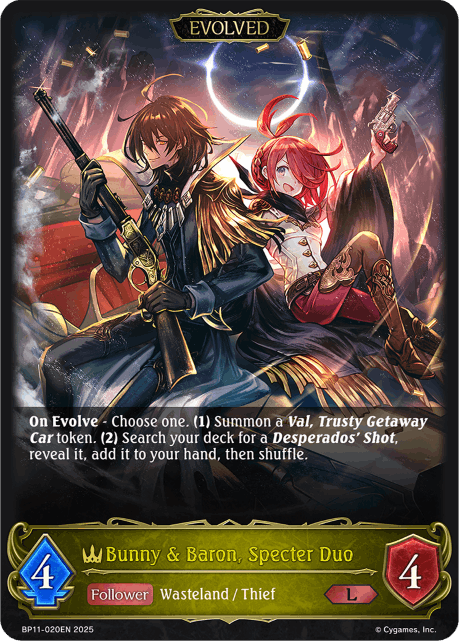 EVOLVED
On Evolve - Choose one. (1) Summon a Val, Trusty Getaway
Car token. (2) Search your deck for a Desperados' Shot,
reveal it, add it to your hand, then shuffle.
Bunny & Baron, Specter Duo
4
Follower Wasteland / Thief
L
4
BP11-020EN 2025
© Cygames, Inc.